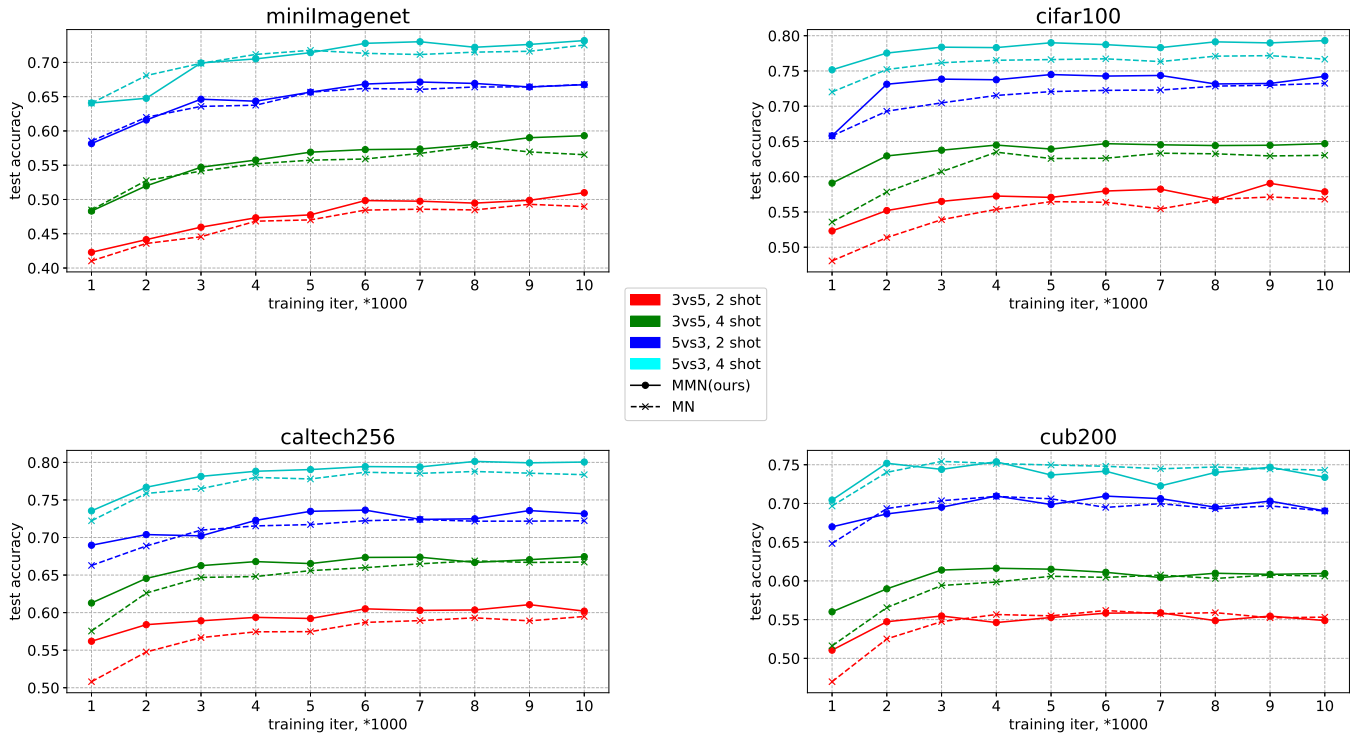 miniImagenet
0.70
0.65
0.60
0.55
0.50
0.45
0.40
test accuracy
1 2 3 4 5 6 7 8 9 10
training iter, *1000
cifar100
0.80
0.75
0.70
0.65
0.60
0.55
0.50
test accuracy
1 2 3 4 5 6 7 8 9 10
training iter, *1000
3vs5, 2 shot
3vs5, 4 shot
5vs3, 2 shot
5vs3, 4 shot
MMN(ours)
MN
caltech256
0.80
0.75
0.70
0.65
0.60
0.55
0.50
test accuracy
1 2 3 4 5 6 7 8 9 10
training iter, *1000
cub200
0.75
0.70
0.65
0.60
0.55
test accuracy
1 2 3 4 5 6 7 8 9 10
training iter, *1000